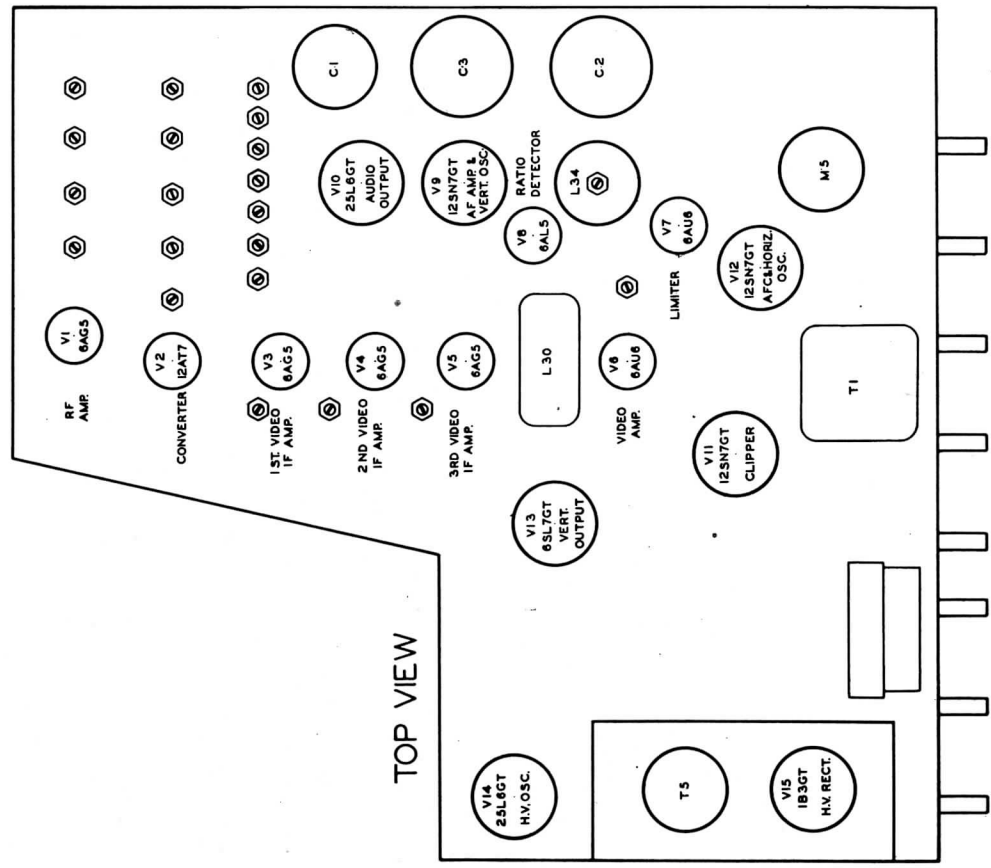 RF
AMP.
V1
6AG5
CONVERTER
V2
12AT7
1ST. VIDEO
IF AMP.
V3
6AG5
2ND VIDEO
IF AMP.
V4
6AG5
3RD VIDEO
IF AMP.
V5
6AG5
C1
V10
25L6GT
AUDIO
OUTPUT
C3
V9
12SN7GT
AF AMP. &
VERT. OSC.
TOP VIEW
V14
25L6GT
H.V. OSC.
V13
6SL7GT
VERT.
OUTPUT
L30
V8
6AL5
RATIO
DETECTOR
L34
C2
VIDEO
AMP.
V6
6AU6
LIMITER
V7
6AU6
T5
V11
12SN7GT
CLIPPER
V12
12SN7GT
AFC&HORIZ.
OSC.
V15
1B3GT
H.V. RECT.
T1
M5